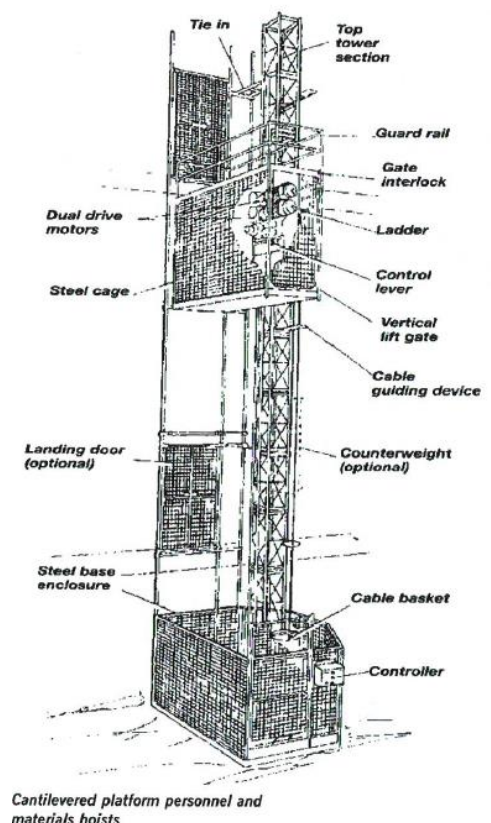 Tie in
Top
tower
section
Guard rail
Gate
interlock
Dual drive
motors
Ladder
Steel cage
Control
lever
Vertical
lift gate
Cable
guiding device
Landing door
(optional)
Counterweight
(optional)
Steel base
enclosure
Cable basket
Controller
Cantilevered platform personnel and
materials hoists